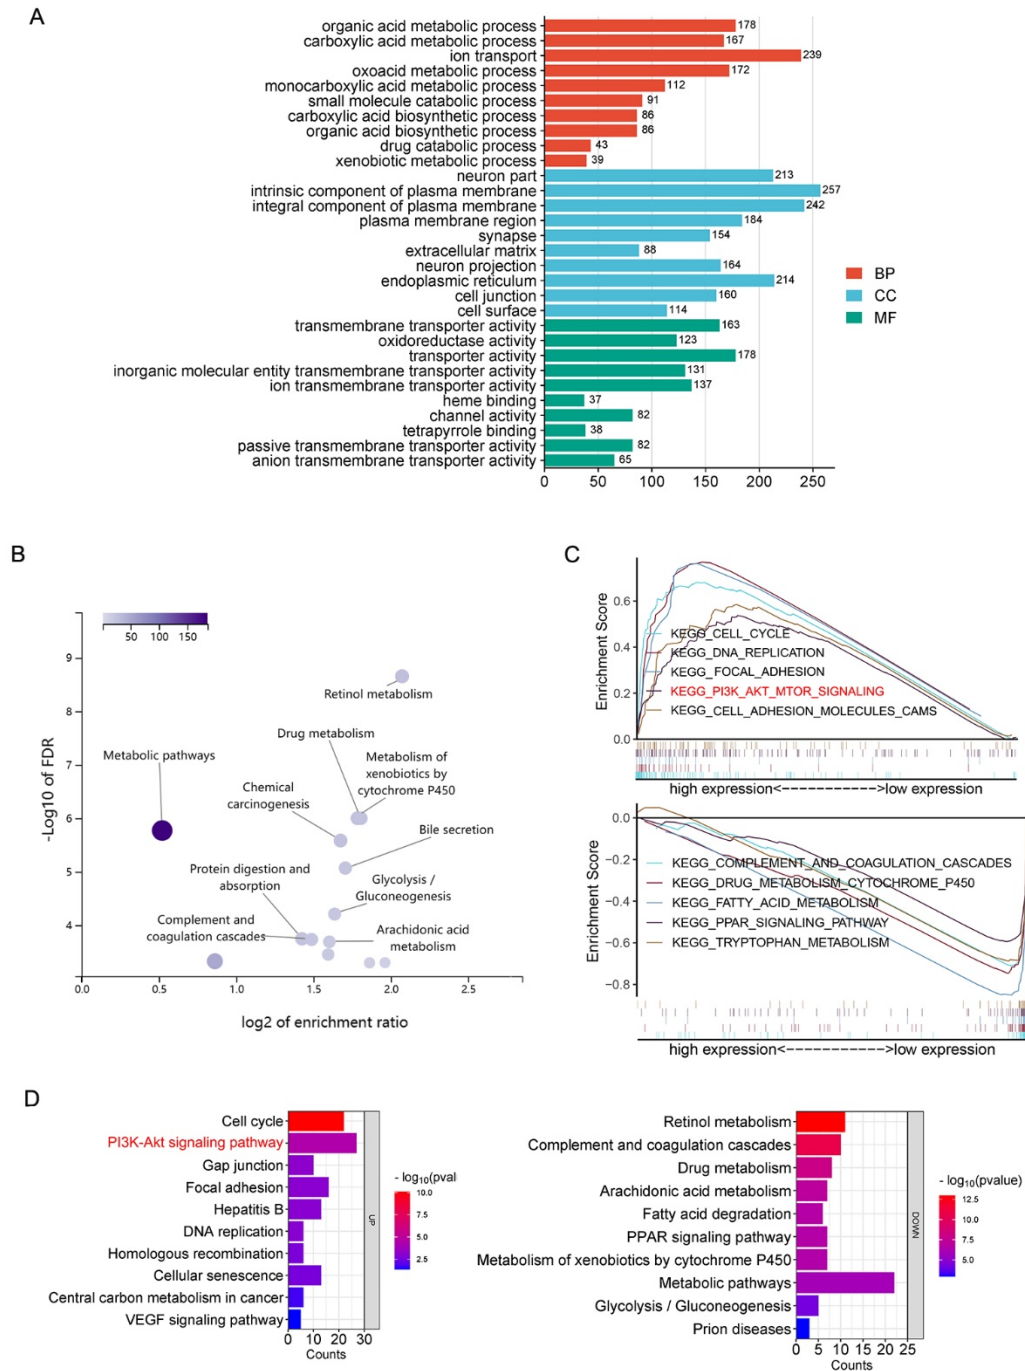 A
organic acid metabolic process 178
carboxylic acid metabolic process 167
ion transport 239
oxoacid metabolic process 172
monocarboxylic acid metabolic process 112
small molecule catabolic process 91
carboxylic acid biosynthetic process 86
organic acid biosynthetic process 86
drug catabolic process 43
xenobiotic metabolic process 39
neuron part 213
intrinsic component of plasma membrane 257
integral component of plasma membrane 242
plasma membrane region 184
synapse 154
extracellular matrix 88
neuron projection 164
endoplasmic reticulum 214
cell junction 160
cell surface 114
transmembrane transporter activity 163
oxidoreductase activity 123
transporter activity 178
inorganic molecular entity transmembrane transporter activity 131
ion transmembrane transporter activity 137
heme binding 37
channel activity 82
tetrapyrrole binding 38
passive transmembrane transporter activity 82
anion transmembrane transporter activity 65
0 50 100 150 200 250
BP
CC
MF
B
50 100 150
-Log10 of FDR
9
8
7
6
5
4
Retinol metabolism
Drug metabolism
Metabolic pathways
Metabolism of
xenobiotics by
cytochrome P450
Chemical
carcinogenesis
Bile secretion
Protein digestion and
absorption
Glycolysis /
Gluconeogenesis
Complement and
coagulation cascades
Arachidonic acid
metabolism
0.0 0.5 1.0 1.5 2.0 2.5
log2 of enrichment ratio
C
Enrichment Score
0.6
0.4
0.2
0.0
KEGG_CELL_CYCLE
KEGG_DNA_REPLICATION
KEGG_FOCAL_ADHESION
KEGG_PI3K_AKT_MTOR_SIGNALING
KEGG_CELL_ADHESION_MOLECULES_CAMS
high expression<------------>low expression
Enrichment Score
0.0
-0.2
-0.4
-0.6
-0.8
KEGG_COMPLEMENT_AND_COAGULATION_CASCADES
KEGG_DRUG_METABOLISM_CYTOCHROME_P450
KEGG_FATTY_ACID_METABOLISM
KEGG_PPAR_SIGNALING_PATHWAY
KEGG_TRYPTOPHAN_METABOLISM
high expression<------------>low expression
D
Cell cycle
PI3K-Akt signaling pathway
Gap junction
Focal adhesion
Hepatitis B
DNA replication
Homologous recombination
Cellular senescence
Central carbon metabolism in cancer
VEGF signaling pathway
0 10 20 30
Counts
UP
- log10(pval
10.0
7.5
5.0
2.5
Retinol metabolism
Complement and coagulation cascades
Drug metabolism
Arachidonic acid metabolism
Fatty acid degradation
PPAR signaling pathway
Metabolism of xenobiotics by cytochrome P450
Metabolic pathways
Glycolysis / Gluconeogenesis
Prion diseases
0 5 10 15 20 25
Counts
DOWN
- log10(pvalue)
12.5
10.0
7.5
5.0